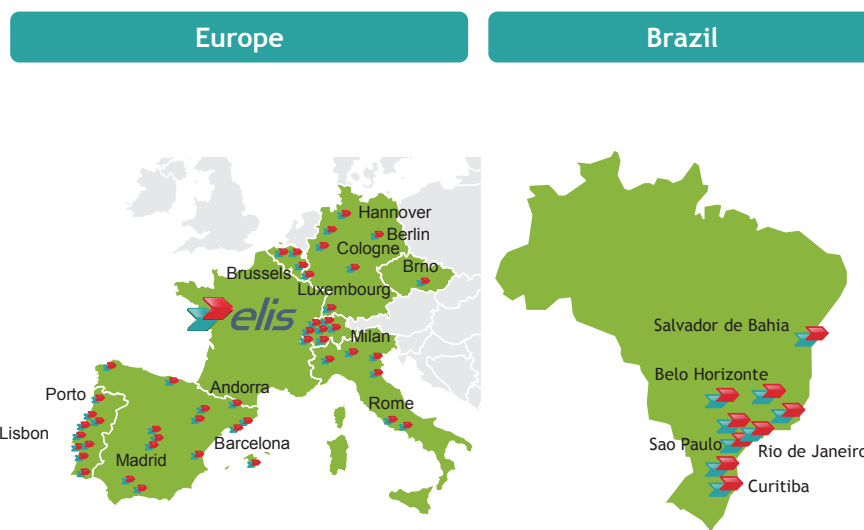 Europe
Brazil
Hannover
Berlin
Cologne
Brussels
Brno
Luxembourg
elis
Milan
Andorra
Porto
Rome
Lisbon
Barcelona
Madrid
Salvador de Bahia
Belo Horizonte
Sao Paulo
Rio de Janeiro
Curitiba